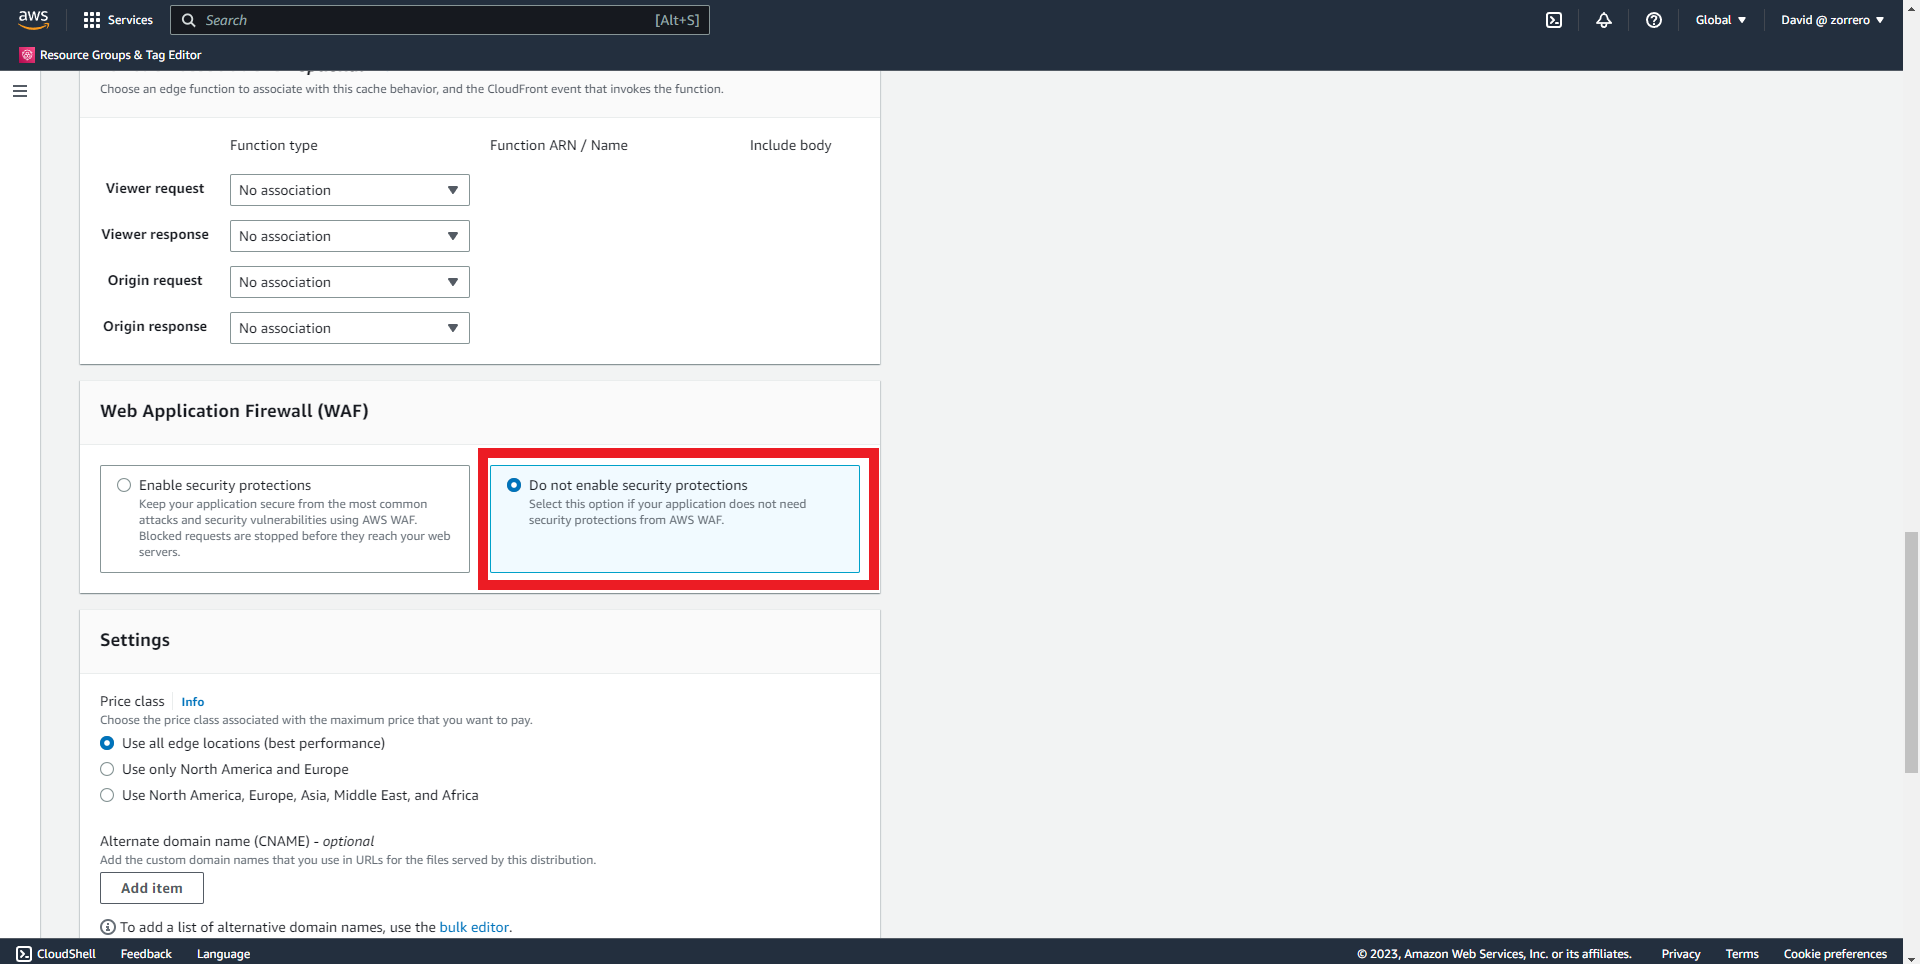 aws
Services
Search
[Alt+S]
Global
David @ zorrero
Resource Groups & Tag Editor
Choose an edge function to associate with this cache behavior, and the CloudFront event that invokes the function.
Function type
Function ARN / Name
Include body
Viewer request
No association
Viewer response
No association
Origin request
No association
Origin response
No association
Web Application Firewall (WAF)
Enable security protections
Keep your application secure from the most common
attacks and security vulnerabilities using AWS WAF.
Blocked requests are stopped before they reach your web
servers.
Do not enable security protections
Select this option if your application does not need
security protections from AWS WAF.
Settings
Price class
Info
Choose the price class associated with the maximum price that you want to pay.
Use all edge locations (best performance)
Use only North America and Europe
Use North America, Europe, Asia, Middle East, and Africa
Alternate domain name (CNAME) - optional
Add the custom domain names that you use in URLs for the files served by this distribution.
Add item
To add a list of alternative domain names, use the bulk editor.
CloudShell
Feedback
Language
© 2023, Amazon Web Services, Inc. or its affiliates.
Privacy
Terms
Cookie preferences